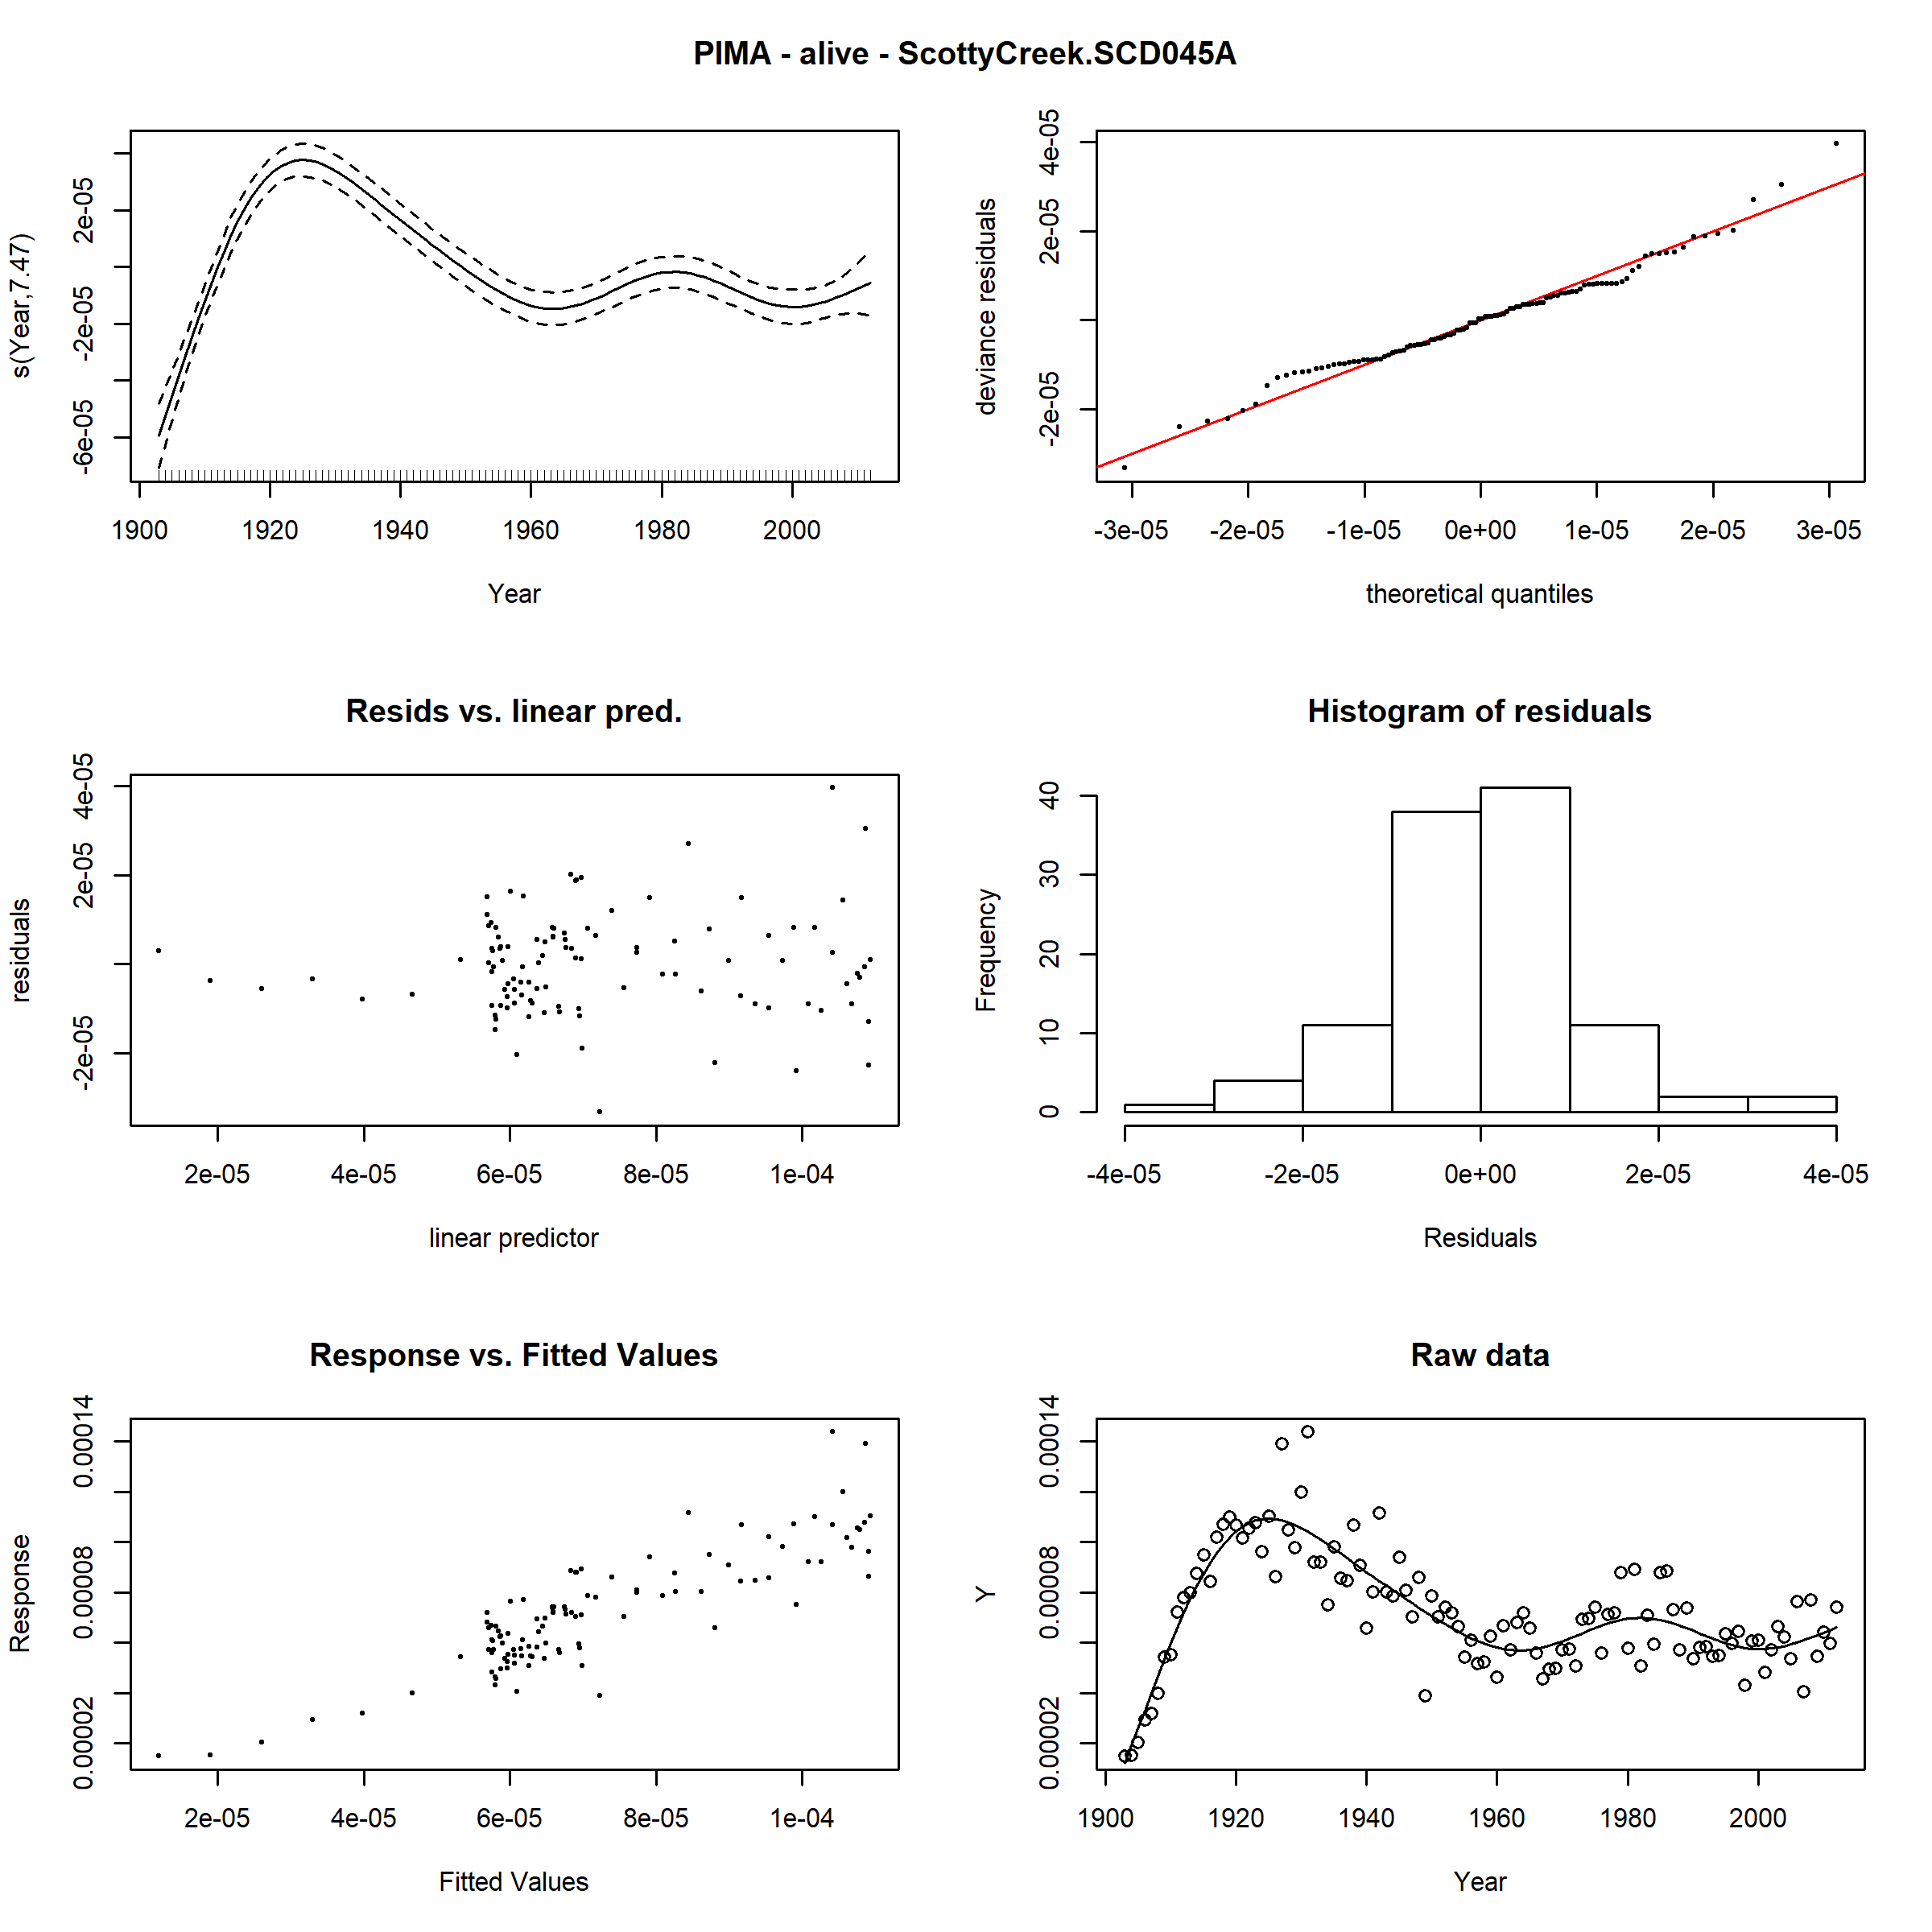 PIMA - alive - ScottyCreek.SCD045A
s(Year,7.47)
-6e-05 -2e-05 2e-05
1900 1920 1940 1960 1980 2000
Year
deviance residuals
-2e-05 2e-05 4e-05
-3e-05 -2e-05 -1e-05 0e+00 1e-05 2e-05 3e-05
theoretical quantiles
Resids vs. linear pred.
residuals
-2e-05 2e-05 4e-05
2e-05 4e-05 6e-05 8e-05 1e-04
linear predictor
Histogram of residuals
Frequency
0 10 20 30 40
-4e-05 -2e-05 0e+00 2e-05 4e-05
Residuals
Response vs. Fitted Values
Response
0.00002 0.00008 0.00014
2e-05 4e-05 6e-05 8e-05 1e-04
Fitted Values
Raw data
Y
0.00002 0.00008 0.00014
1900 1920 1940 1960 1980 2000
Year